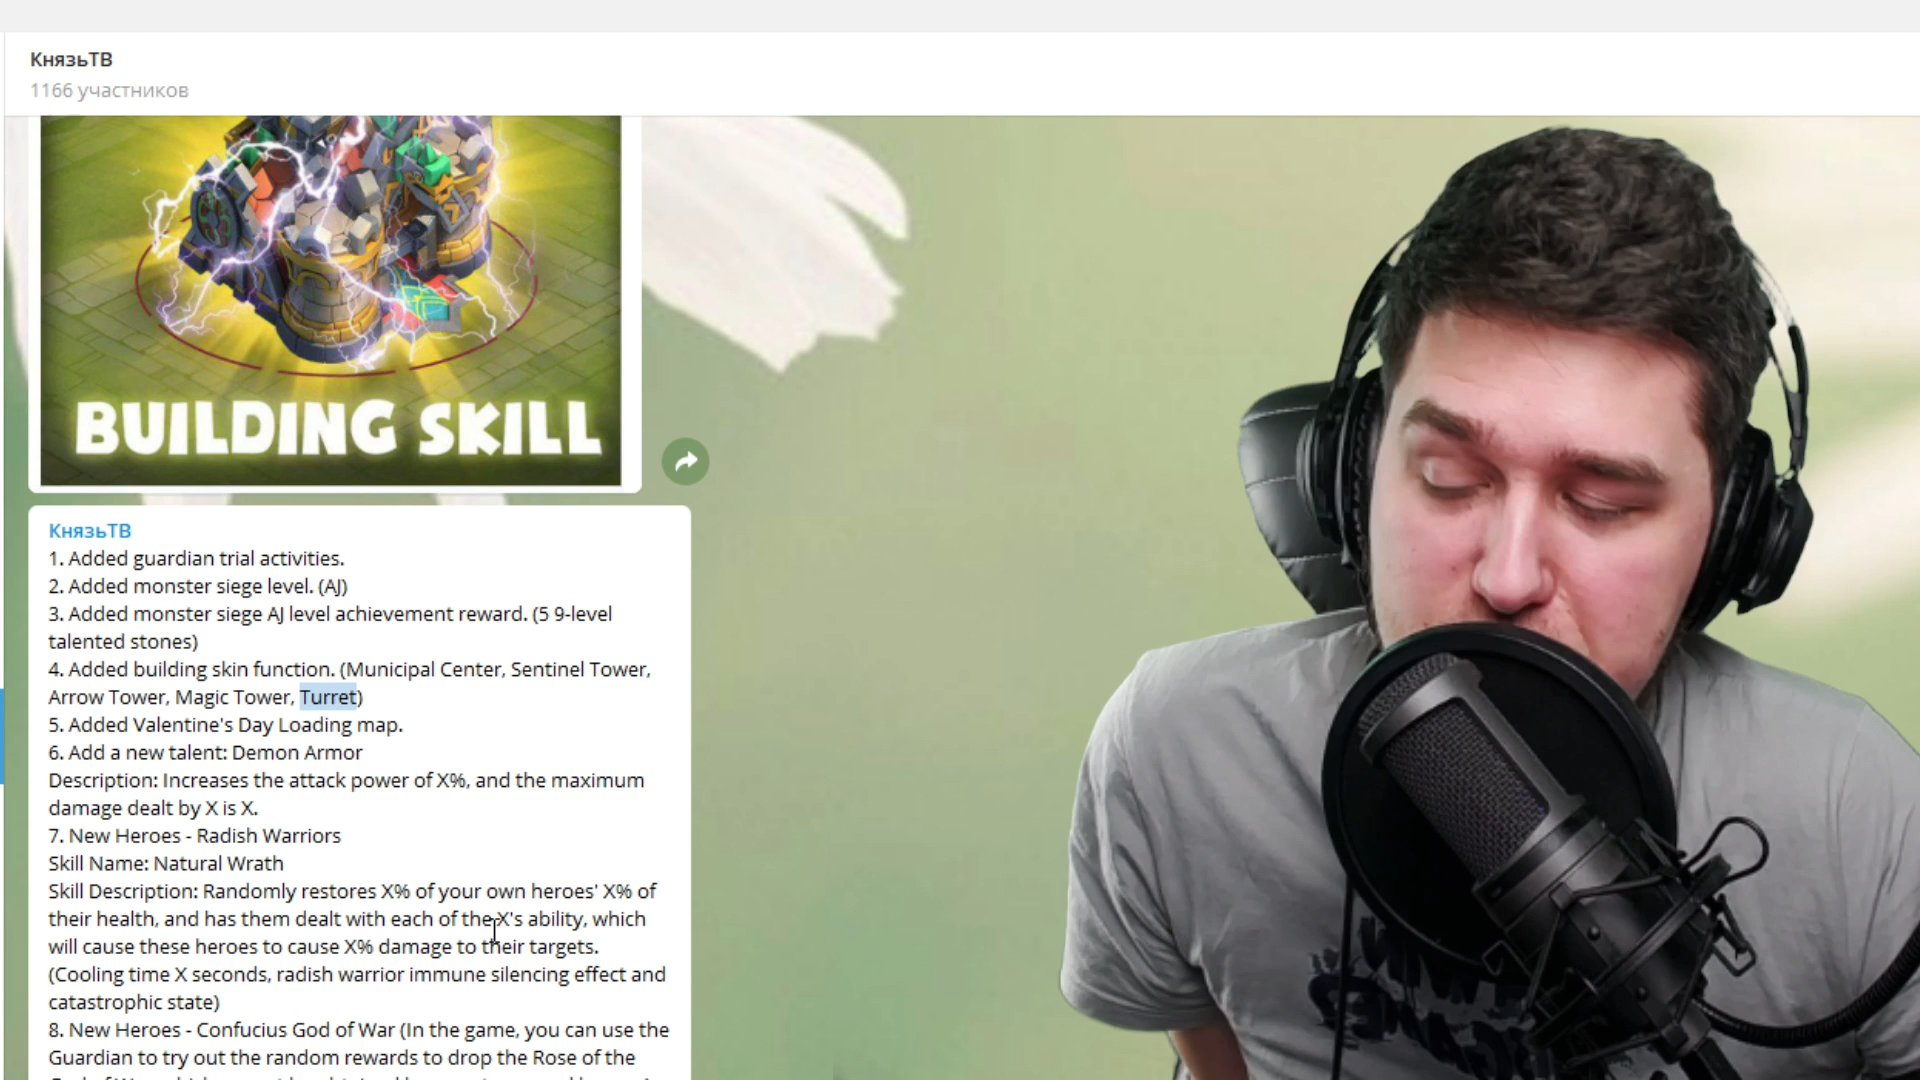 КнязьТВ
1166 участников
BUILDING SKILL
КнязьТВ
1. Added guardian trial activities.
2. Added monster siege level. (AJ)
3. Added monster siege AJ level achievement reward. (5 9-level
talented stones)
4. Added building skin function. (Municipal Center, Sentinel Tower,
Arrow Tower, Magic Tower, Turret)
5. Added Valentine's Day Loading map.
6. Add a new talent: Demon Armor
Description: Increases the attack power of X%, and the maximum
damage dealt by X is X.
7. New Heroes - Radish Warriors
Skill Name: Natural Wrath
Skill Description: Randomly restores X% of your own heroes' X% of
their health, and has them dealt with each of the X's ability, which
will cause these heroes to cause X% damage to their targets.
(Cooling time X seconds, radish warrior immune silencing effect and
catastrophic state)
8. New Heroes - Confucius God of War (In the game, you can use the
Guardian to try out the random rewards to drop the Rose of the